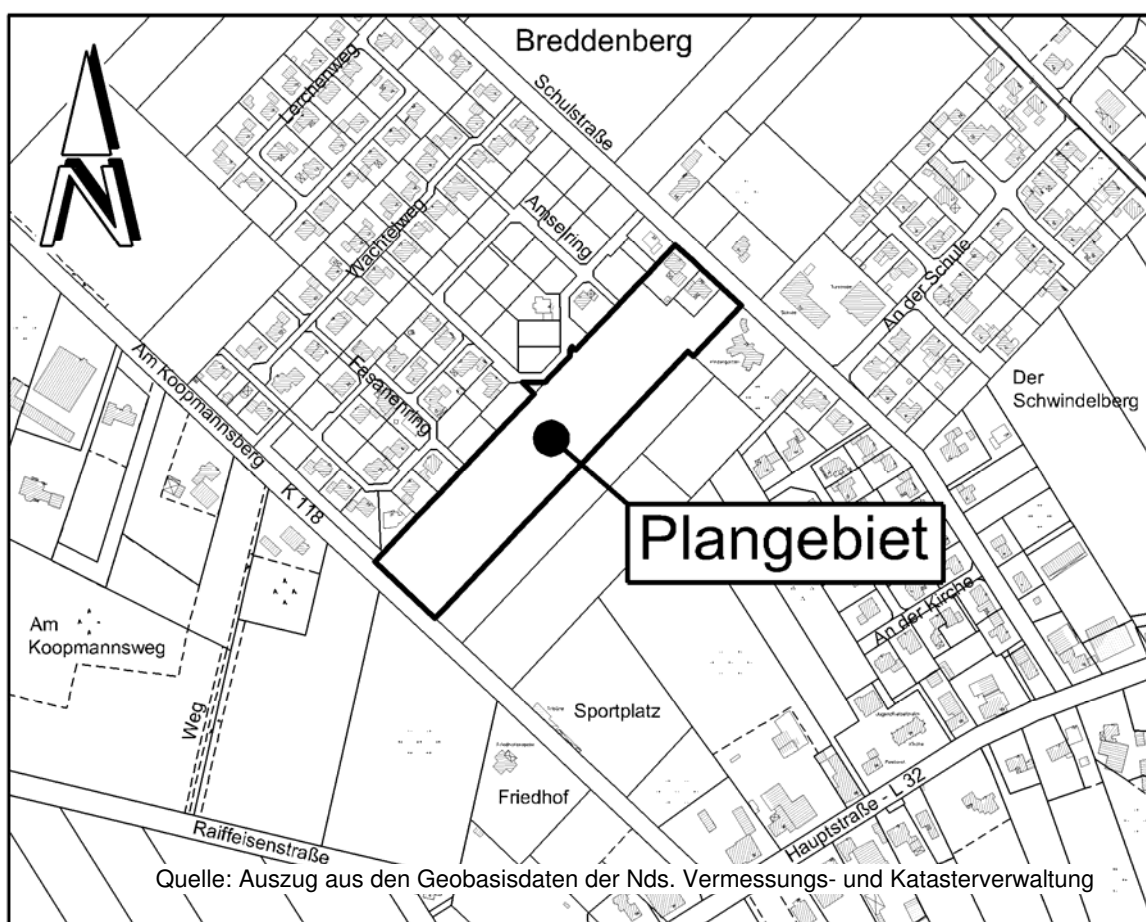 Breddenberg
Lerchenweg
Schulstraße
Wachtelweg
Amselring
An der Schule
Am Koopmannsberg
K 118
Fasanenring
Der
Schwindelberg
Plangebiet
An der Kirche
Am
Koopmannsweg
Weg
Sportplatz
Friedhof
Hauptstraße - L 32
Raiffeisenstraße
N
Quelle: Auszug aus den Geobasisdaten der Nds. Vermessungs- und Katasterverwaltung